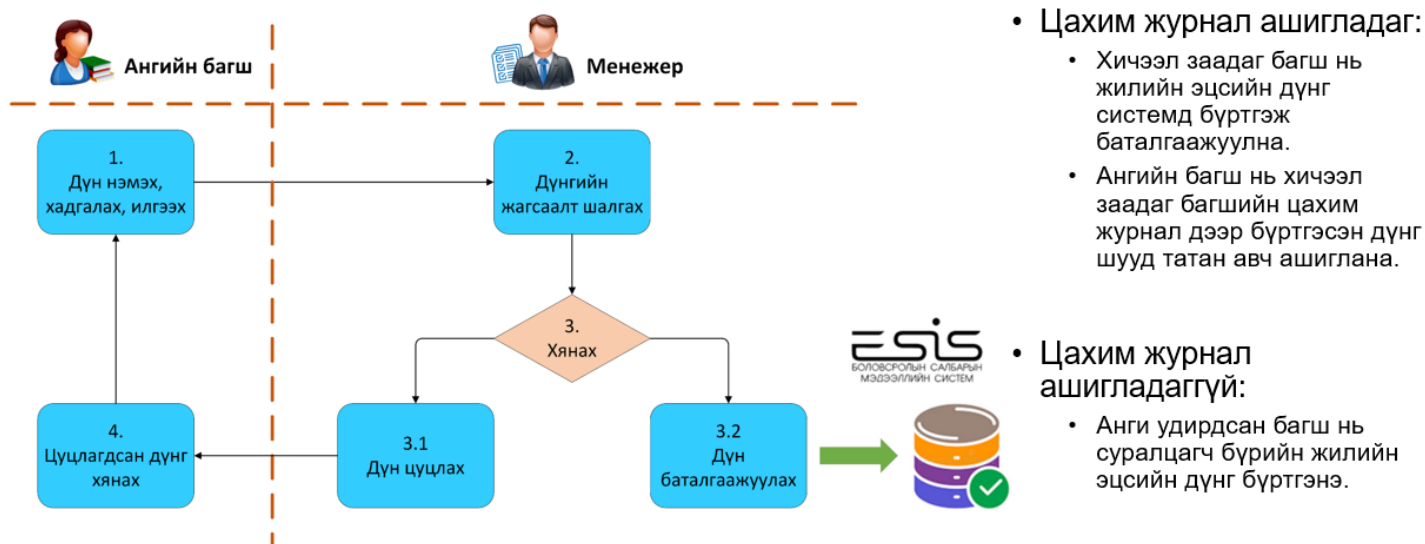 Ангийн багш
Менежер
1.
Дүн нэмэх,
хадгалах, илгээх
2.
Дүнгийн
жагсаалт шалгах
3.
Хянах
4.
Цуцлагдсан дүнг
хянах
3.1
Дүн цуцлах
3.2
Дүн
баталгаажуулах
ESIS
БОЛОВСРОЛЫН САЛБАРЫН
МЭДЭЭЛЛИЙН СИСТЕМ
• Цахим журнал ашигладаг:
• Хичээл заадаг багш нь
жилийн эцсийн дүнг
системд бүртгэж
баталгаажуулна.
• Ангийн багш нь хичээл
заадаг багшийн цахим
журнал дээр бүртгэсэн дүнг
шууд татан авч ашиглана.
• Цахим журнал
ашигладаггүй:
• Анги удирдсан багш нь
суралцагч бүрийн жилийн
эцсийн дүнг бүртгэнэ.